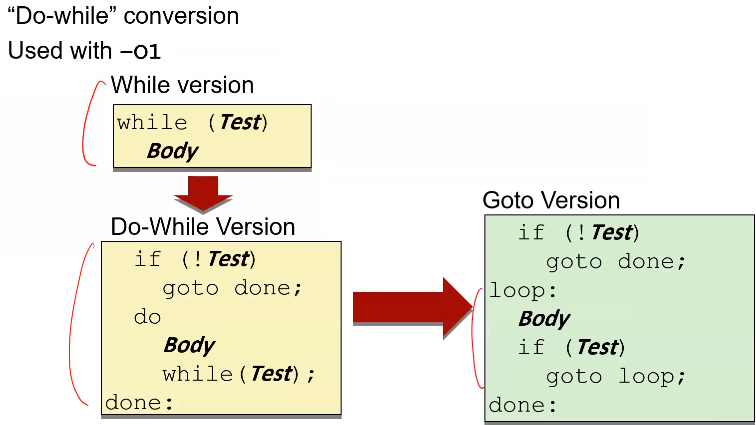 “Do-while” conversion
Used with –O1
While version
while (Test)
Body
Do-While Version
if (!Test)
goto done;
do
Body
while(Test);
done:
Goto Version
if (!Test)
goto done;
loop:
Body
if (Test)
goto loop;
done: